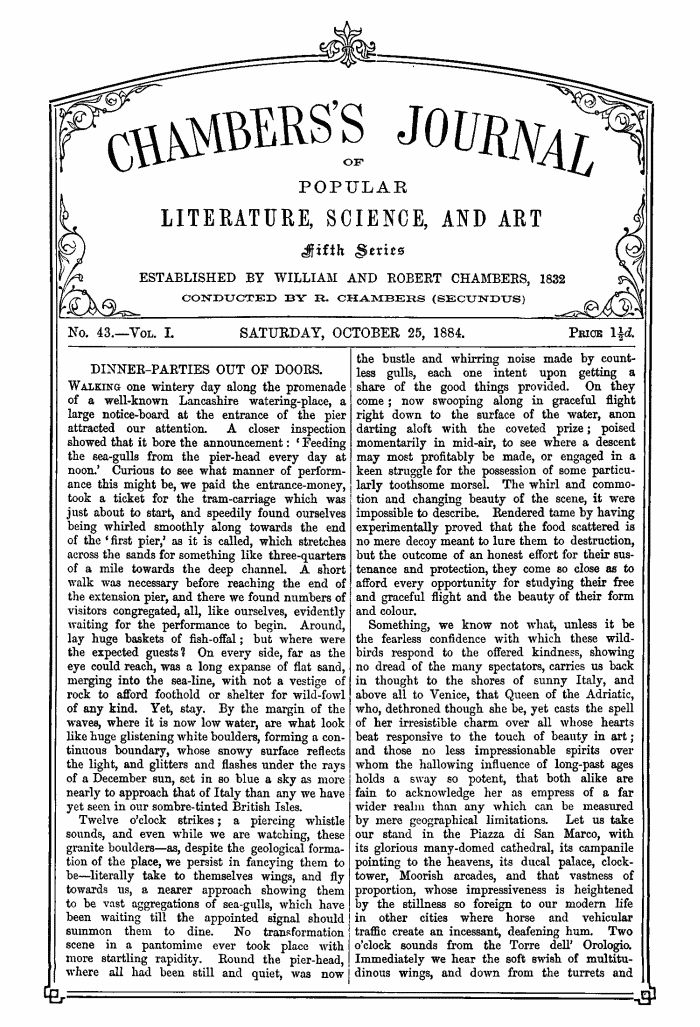 CHAMBERS'S JOURNAL
OF
POPULAR
LITERATURE, SCIENCE, AND ART
Fifth Series
ESTABLISHED BY WILLIAM AND ROBERT CHAMBERS, 1832
CONDUCTED BY R. CHAMBERS (SECUNDUS)
No. 43.—VOL. I.
SATURDAY, OCTOBER 25, 1884.
PRICE 1½d.
DINNER-PARTIES OUT OF DOORS.
WALKING one wintery day along the promenade
of a well-known Lancashire watering-place, a
large notice-board at the entrance of the pier
attracted our attention. A closer inspection
showed that it bore the announcement: 'Feeding
the sea-gulls from the pier-head every day at
noon.' Curious to see what manner of perform-
ance this might be, we paid the entrance-money,
took a ticket for the tram-carriage which was
just about to start, and speedily found ourselves
being whirled smoothly along towards the end
of the 'first pier,' as it is called, which stretches
across the sands for something like three-quarters
of a mile towards the deep channel. A short
walk was necessary before reaching the end of
the extension pier, and there we found numbers of
visitors congregated, all, like ourselves, evidently
waiting for the performance to begin. Around,
lay huge baskets of fish-offal; but where were
the expected guests? On every side, far as the
eye could reach, was a long expanse of flat sand,
merging into the sea-line, with not a vestige of
rock to afford foothold or shelter for wild-fowl
of any kind. Yet, stay. By the margin of the
waves, where it is now low water, are what look
like huge glistening white boulders, forming a con-
tinuous boundary, whose snowy surface reflects
the light, and glitters and flashes under the rays
of a December sun, set in so blue a sky as more
nearly to approach that of Italy than any we have
yet seen in our sombre-tinted British Isles.
Twelve o'clock strikes; a piercing whistle
sounds, and even while we are watching, these
granite boulders—as, despite the geological forma-
tion of the place, we persist in fancying them to
be—literally take to themselves wings, and fly
towards us, a nearer approach showing them
to be vast aggregations of sea-gulls, which have
been waiting till the appointed signal should
summon them to dine. No transformation
scene in a pantomime ever took place with
more startling rapidity. Round the pier-head,
where all had been still and quiet, was now
the bustle and whirring noise made by count-
less gulls, each one intent upon getting a
share of the good things provided. On they
come; now swooping along in graceful flight
right down to the surface of the water, anon
darting aloft with the coveted prize; poised
momentarily in mid-air, to see where a descent
may most profitably be made, or engaged in a
keen struggle for the possession of some particu-
larly toothsome morsel. The whirl and commo-
tion and changing beauty of the scene, it were
impossible to describe. Rendered tame by having
experimentally proved that the food scattered is
no mere decoy meant to lure them to destruction,
but the outcome of an honest effort for their sus-
tenance and protection, they come so close as to
afford every opportunity for studying their free
and graceful flight and the beauty of their form
and colour.
Something, we know not what, unless it be
the fearless confidence with which these wild-
birds respond to the offered kindness, showing
no dread of the many spectators, carries us back
in thought to the shores of sunny Italy, and
above all to Venice, that Queen of the Adriatic,
who, dethroned though she be, yet casts the spell
of her irresistible charm over all whose hearts
beat responsive to the touch of beauty in art;
and those no less impressionable spirits over
whom the hallowing influence of long-past ages
holds a sway so potent, that both alike are
fain to acknowledge her as empress of a far
wider realm than any which can be measured
by mere geographical limitations. Let us take
our stand in the Piazza di San Marco, with
its glorious many-domed cathedral, its campanile
pointing to the heavens, its ducal palace, clock-
tower, Moorish arcades, and that vastness of
proportion, whose impressiveness is heightened
by the stillness so foreign to our modern life
in other cities where horse and vehicular
traffic create an incessant, deafening hum. Two
o'clock sounds from the Torre dell' Orologio.
Immediately we hear the soft swish of multitu-
dinous wings, and down from the turrets and